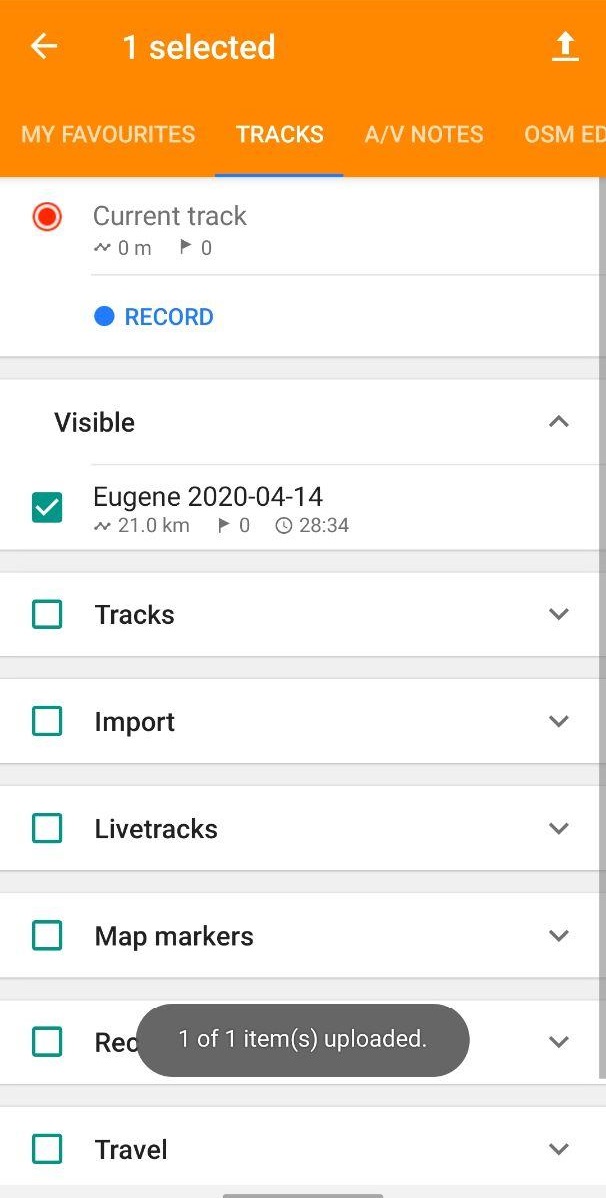 1 selected
MY FAVOURITES TRACKS A/V NOTES OSM ED
Current track
0 m 0
RECORD
Visible
Eugene 2020-04-14
21.0 km 0 28:34
Tracks
Import
Livetracks
Map markers
Rec
1 of 1 item(s) uploaded.
Travel